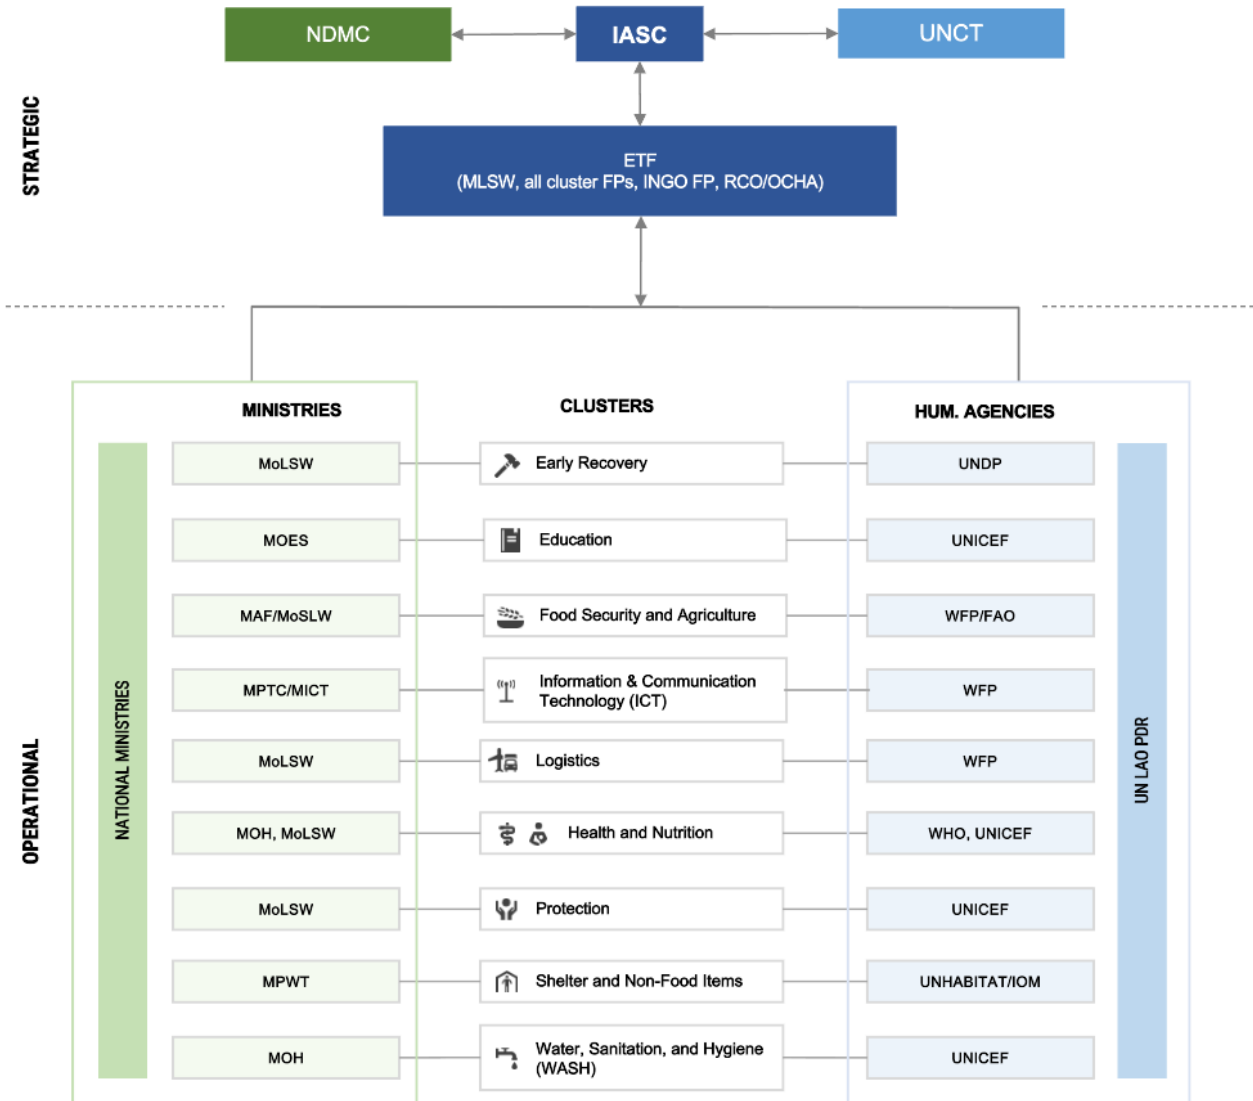 NDMC
IASC
UNCT
STRATEGIC
ETF
(MLSW, all cluster FPs, INGO FP, RCO/OCHA)
MINISTRIES
CLUSTERS
HUM. AGENCIES
OPERATIONAL
NATIONAL MINISTRIES
UN LAO PDR
MoLSW
Early Recovery
UNDP
MOES
Education
UNICEF
MAF/MoSLW
Food Security and Agriculture
WFP/FAO
MPTC/MICT
Information & Communication
Technology (ICT)
WFP
MoLSW
Logistics
WFP
MOH, MoLSW
Health and Nutrition
WHO, UNICEF
MoLSW
Protection
UNICEF
MPWT
Shelter and Non-Food Items
UNHABITAT/IOM
MOH
Water, Sanitation, and Hygiene
(WASH)
UNICEF